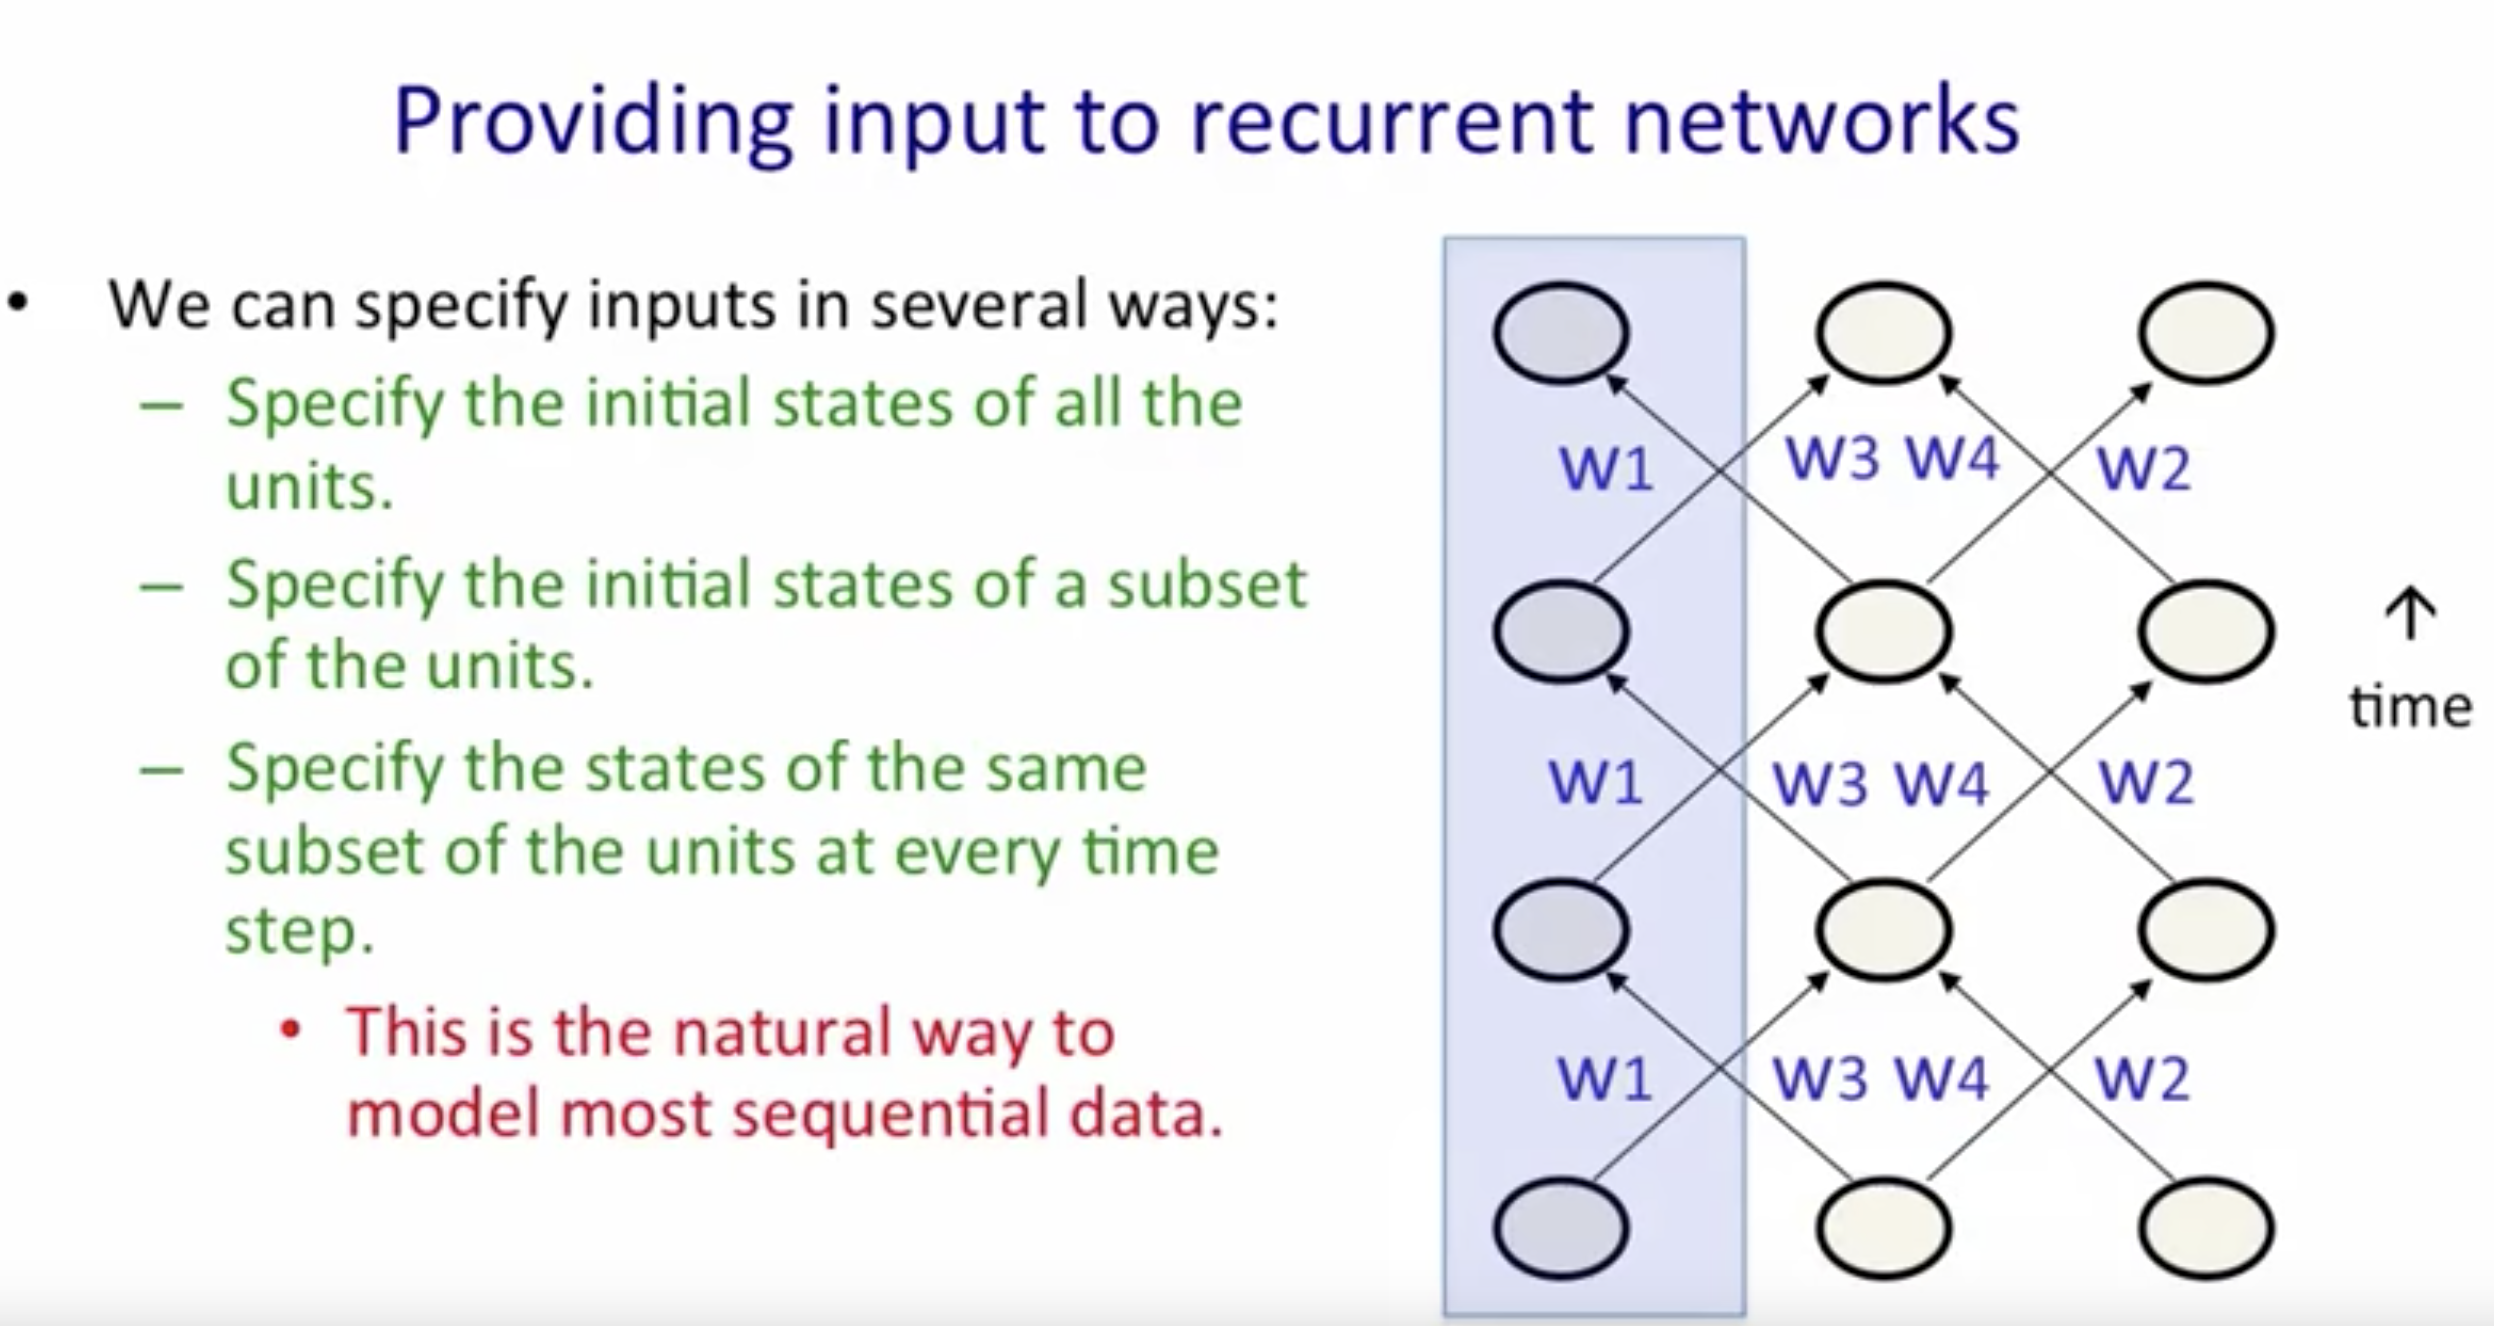 Providing input to recurrent networks
• We can specify inputs in several ways:
– Specify the initial states of all the
units.
– Specify the initial states of a subset
of the units.
– Specify the states of the same
subset of the units at every time
step.
• This is the natural way to
model most sequential data.
W1 W3 W4 W2
W1 W3 W4 W2
W1 W3 W4 W2
↑
time